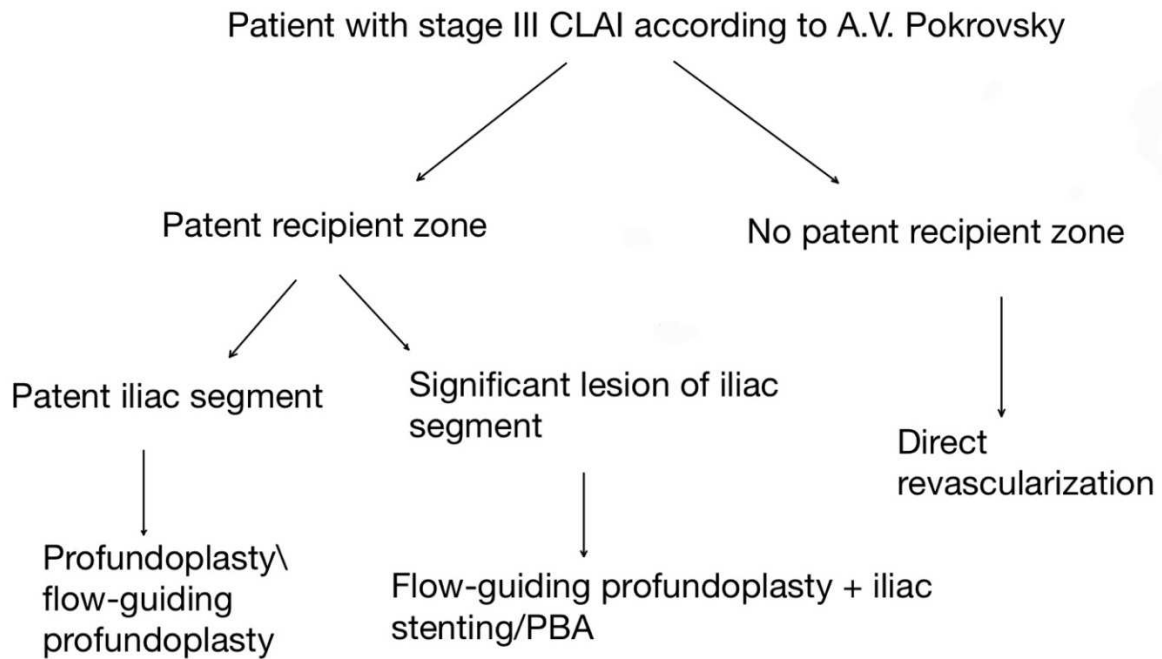 Patient with stage III CLAI according to A.V. Pokrovsky
Patent recipient zone
No patent recipient zone
Patent iliac segment
Significant lesion of iliac
segment
Direct
revascularization
Profundoplasty\
flow-guiding
profundoplasty
Flow-guiding profundoplasty + iliac
stenting/PBA